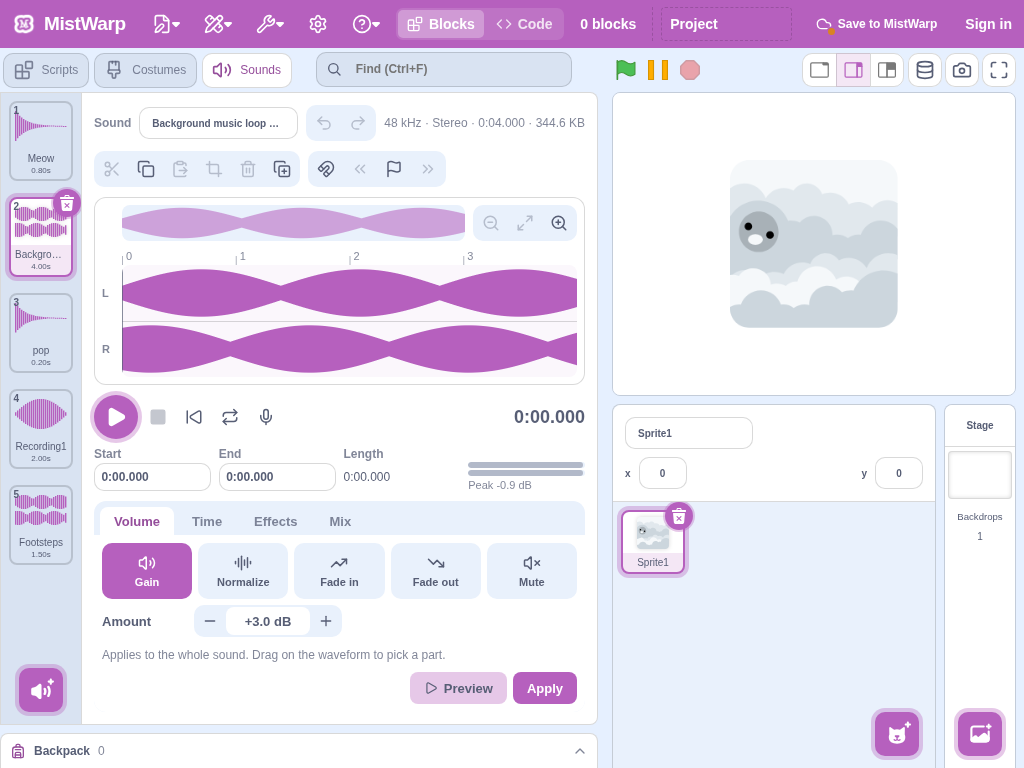 MistWarp
Blocks
Code
0 blocks
Project
Save to MistWarp
Sign in
Scripts
Costumes
Sounds
Find (Ctrl+F)
1
Meow
0.80s
2
Backgro…
4.00s
3
pop
0.20s
4
Recording1
2.00s
5
Footsteps
1.50s
Sound
Background music loop …
48 kHz · Stereo · 0:04.000 · 344.6 KB
0
1
2
3
L
R
0:00.000
Start
End
Length
0:00.000
0:00.000
0:00.000
Peak -0.9 dB
Volume
Time
Effects
Mix
Gain
Normalize
Fade in
Fade out
Mute
Amount
+3.0 dB
Applies to the whole sound. Drag on the waveform to pick a part.
Preview
Apply
Backpack
0
Sprite1
x
0
y
0
Sprite1
Stage
Backdrops
1